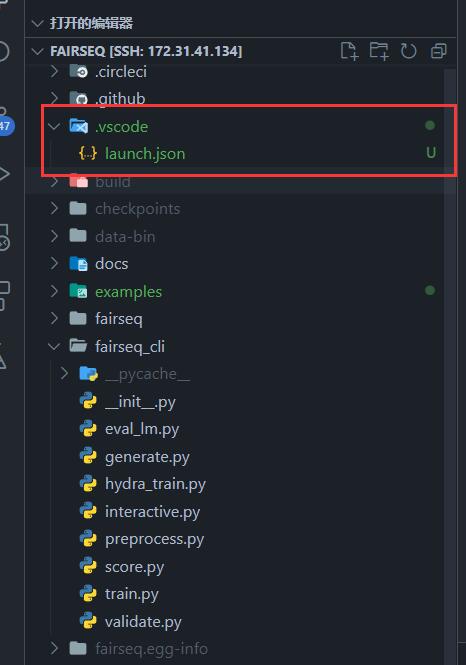 打开的编辑器
FAIRSEQ [SSH: 172.31.41.134]
.circleci
.github
.vscode
47
launch.json U
build
checkpoints
data-bin
docs
examples
fairseq
fairseq_cli
__pycache__
__init__.py
eval_lm.py
generate.py
hydra_train.py
interactive.py
preprocess.py
score.py
train.py
validate.py
fairseq.egg-info